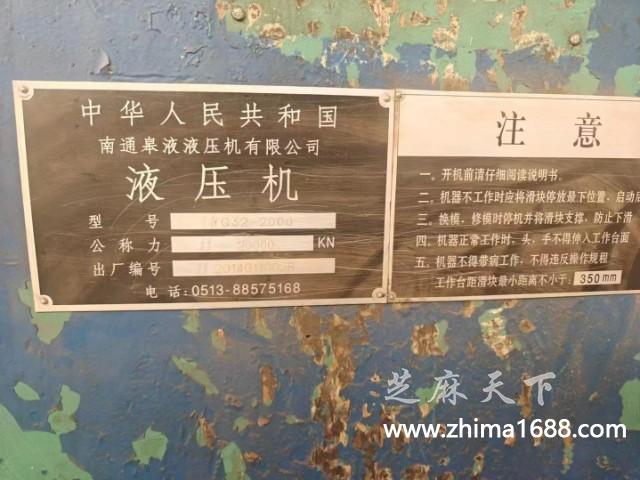 中华人民共和国
南通皋液液压机有限公司
液压机
型号 YG32-2000
公称力 20000 KN
出厂编号
电话:0513-88575168
注意
一、开机前请仔细阅读说明书.
二、机器不工作时应将滑块停放最下位置,启动后
三、换模,修模时停机并将滑块支撑,防止下滑
四、机器正常工作时,头,手不得伸入工作台面
五、机器不得带病工作,不得违反操作规程
工作台距滑块最小距离不小于: 350mm
芝麻天下
www.zhima1688.com